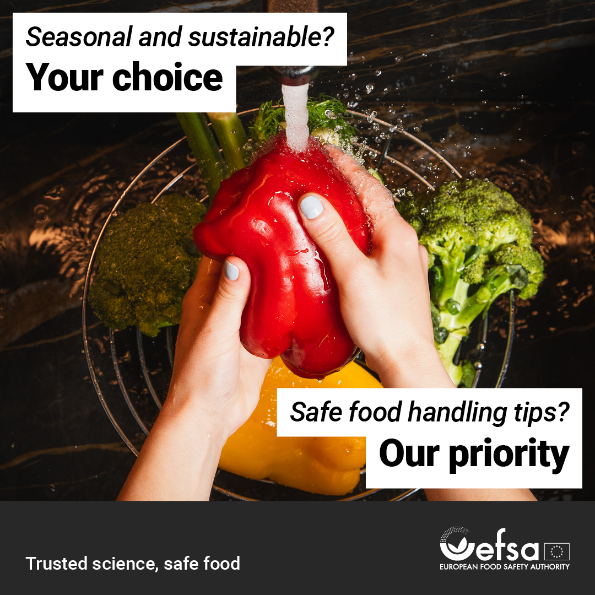 Seasonal and sustainable?
Your choice
Safe food handling tips?
Our priority
Trusted science, safe food
efsa
EUROPEAN FOOD SAFETY AUTHORITY